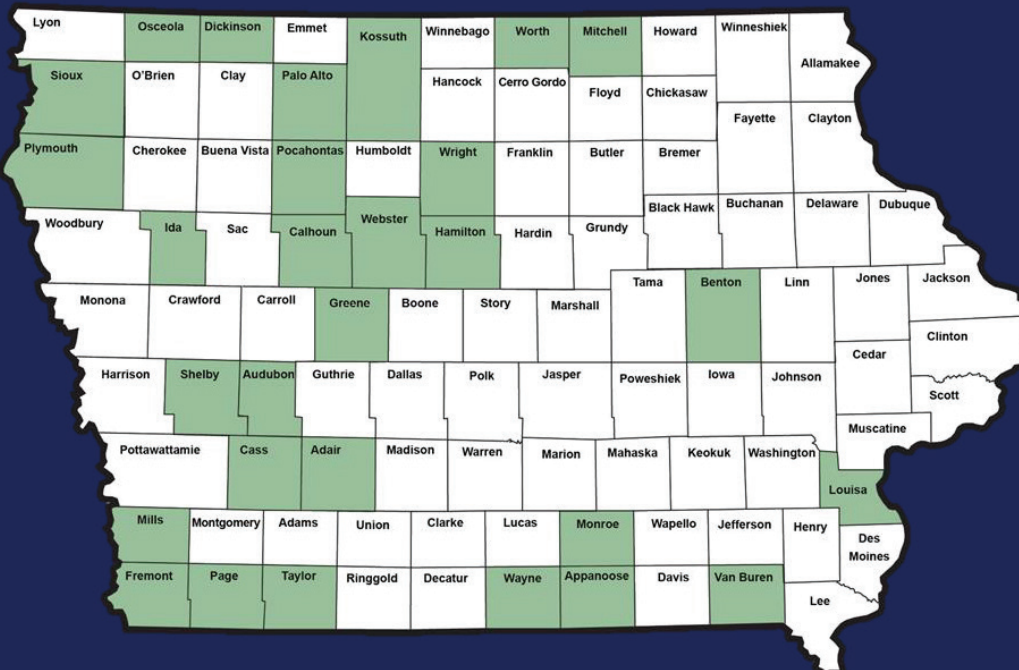 Lyon
Osceola
Dickinson
Emmet
Kossuth
Winnebago
Worth
Mitchell
Howard
Winneshiek
Allamakee
Sioux
O'Brien
Clay
Palo Alto
Hancock
Cerro Gordo
Floyd
Chickasaw
Fayette
Clayton
Plymouth
Cherokee
Buena Vista
Pocahontas
Humboldt
Wright
Franklin
Butler
Bremer
Black Hawk
Buchanan
Delaware
Dubuque
Woodbury
Ida
Sac
Calhoun
Webster
Hamilton
Hardin
Grundy
Monona
Crawford
Carroll
Greene
Boone
Story
Marshall
Tama
Benton
Linn
Jones
Jackson
Clinton
Cedar
Harrison
Shelby
Audubon
Guthrie
Dallas
Polk
Jasper
Poweshiek
Iowa
Johnson
Scott
Muscatine
Pottawattamie
Cass
Adair
Madison
Warren
Marion
Mahaska
Keokuk
Washington
Louisa
Mills
Montgomery
Adams
Union
Clarke
Lucas
Monroe
Wapello
Jefferson
Henry
Des
Moines
Fremont
Page
Taylor
Ringgold
Decatur
Wayne
Appanoose
Davis
Van Buren
Lee